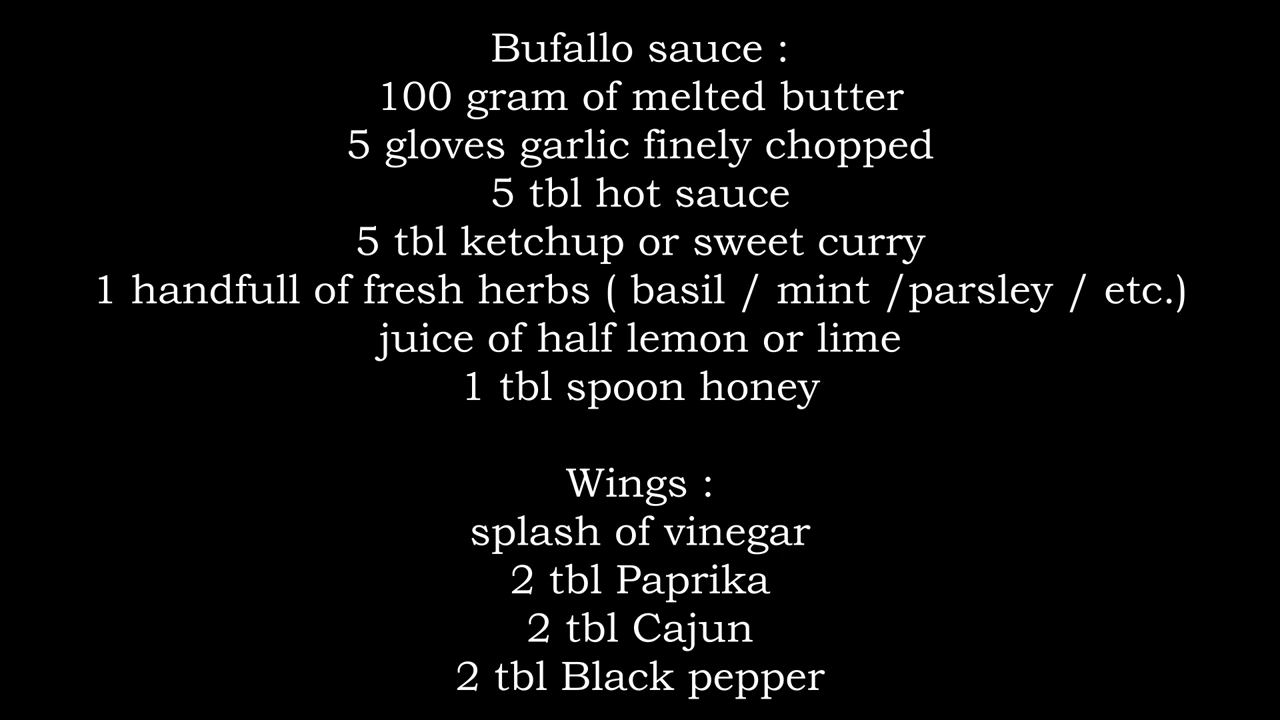 Bufallo sauce :
100 gram of melted butter
5 gloves garlic finely chopped
5 tbl hot sauce
5 tbl ketchup or sweet curry
1 handfull of fresh herbs ( basil / mint /parsley / etc.)
juice of half lemon or lime
1 tbl spoon honey
Wings :
splash of vinegar
2 tbl Paprika
2 tbl Cajun
2 tbl Black pepper